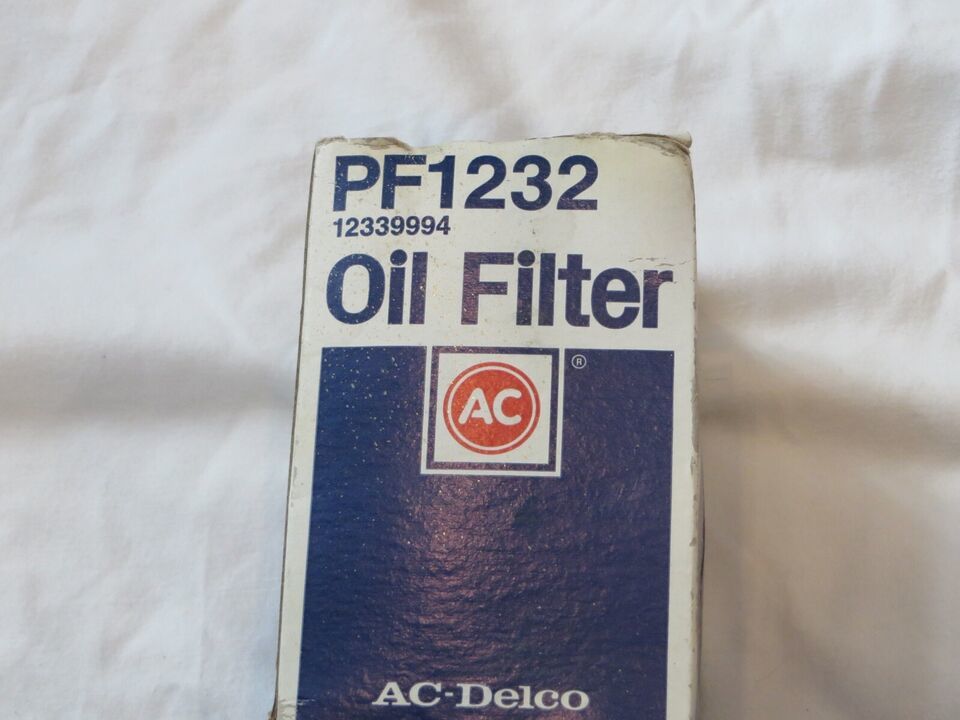 PF1232
12339994
Oil Filter
AC
®
AC-Delco